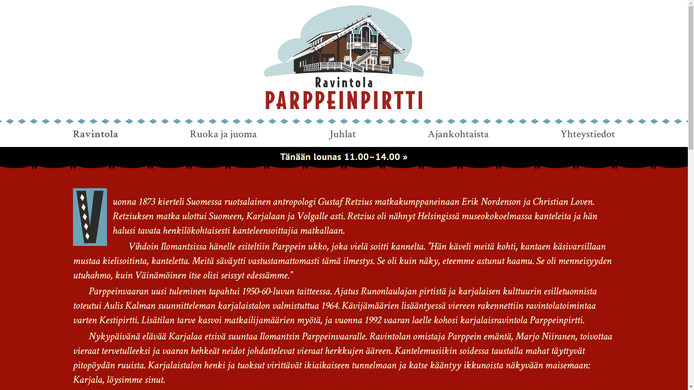 Ravintola
PARPPEINPIRTTI
Ravintola Ruoka ja juoma Juhlat Ajankohtaista Yhteystiedot
Tänään lounas 11.00–14.00 »
Vuonna 1873 kierteli Suomessa ruotsalainen antropologi Gustaf Retzius matkakumppaneinaan Erik Nordenson ja Christian Loven.
Retziuksen matka ulottui Suomeen, Karjalaan ja Volgalle asti. Retzius oli nähnyt Helsingissä museokokoelmassa kanteleita ja hän
halusi tavata henkilökohtaisesti kanteleensoittajia matkallaan.
Vihdoin Ilomantsissa hänelle esiteltiin Parppein ukko, joka vielä soitti kannelta. "Hän käveli meitä kohti, kantaen käsivarsillaan
mustaa kielisoitinta, kanteletta. Meitä säväytti vastustamattomasti tämä ilmestys. Se oli kuin näky, eteemme astunut haamu. Se oli menneisyyden
utuhahmo, kuin Väinämöinen itse olisi seissyt edessämme."
Parppeinvaaran uusi tuleminen tapahtui 1950-60-luvun taitteessa. Ajatus Runonlaulajan pirtistä ja karjalaisen kulttuurin esilletuomista
toteutui Aulis Kalman suunnitteleman karjalaistalon valmistuttua 1964. Kävijämäärien lisääntyessä viereen rakennettiin ravintolatoimintaa
varten Kestipirtti. Lisätilan tarve kasvoi matkailijamäärien myötä, ja vuonna 1992 vaaran laelle kohosi karjalaisravintola Parppeinpirtti.
Nykypäivänä elävää Karjalaa etsivä suuntaa Ilomantsin Parppeinvaaralle. Ravintolan omistaja Parppein emäntä, Marjo Niiranen, toivottaa
vieraat tervetulleeksi ja vaaran hehkeät neidot johdattelevat vieraat herkkujen ääreen. Kantelemusiikin soidessa taustalla mahat täyttyvät
pitopöydän ruuista. Karjalaistalon henki ja tuoksut virittävät ikiaikaiseen tunnelmaan ja katse kääntyy ikkunoista näkyvään maisemaan:
Karjala, löysimme sinut.